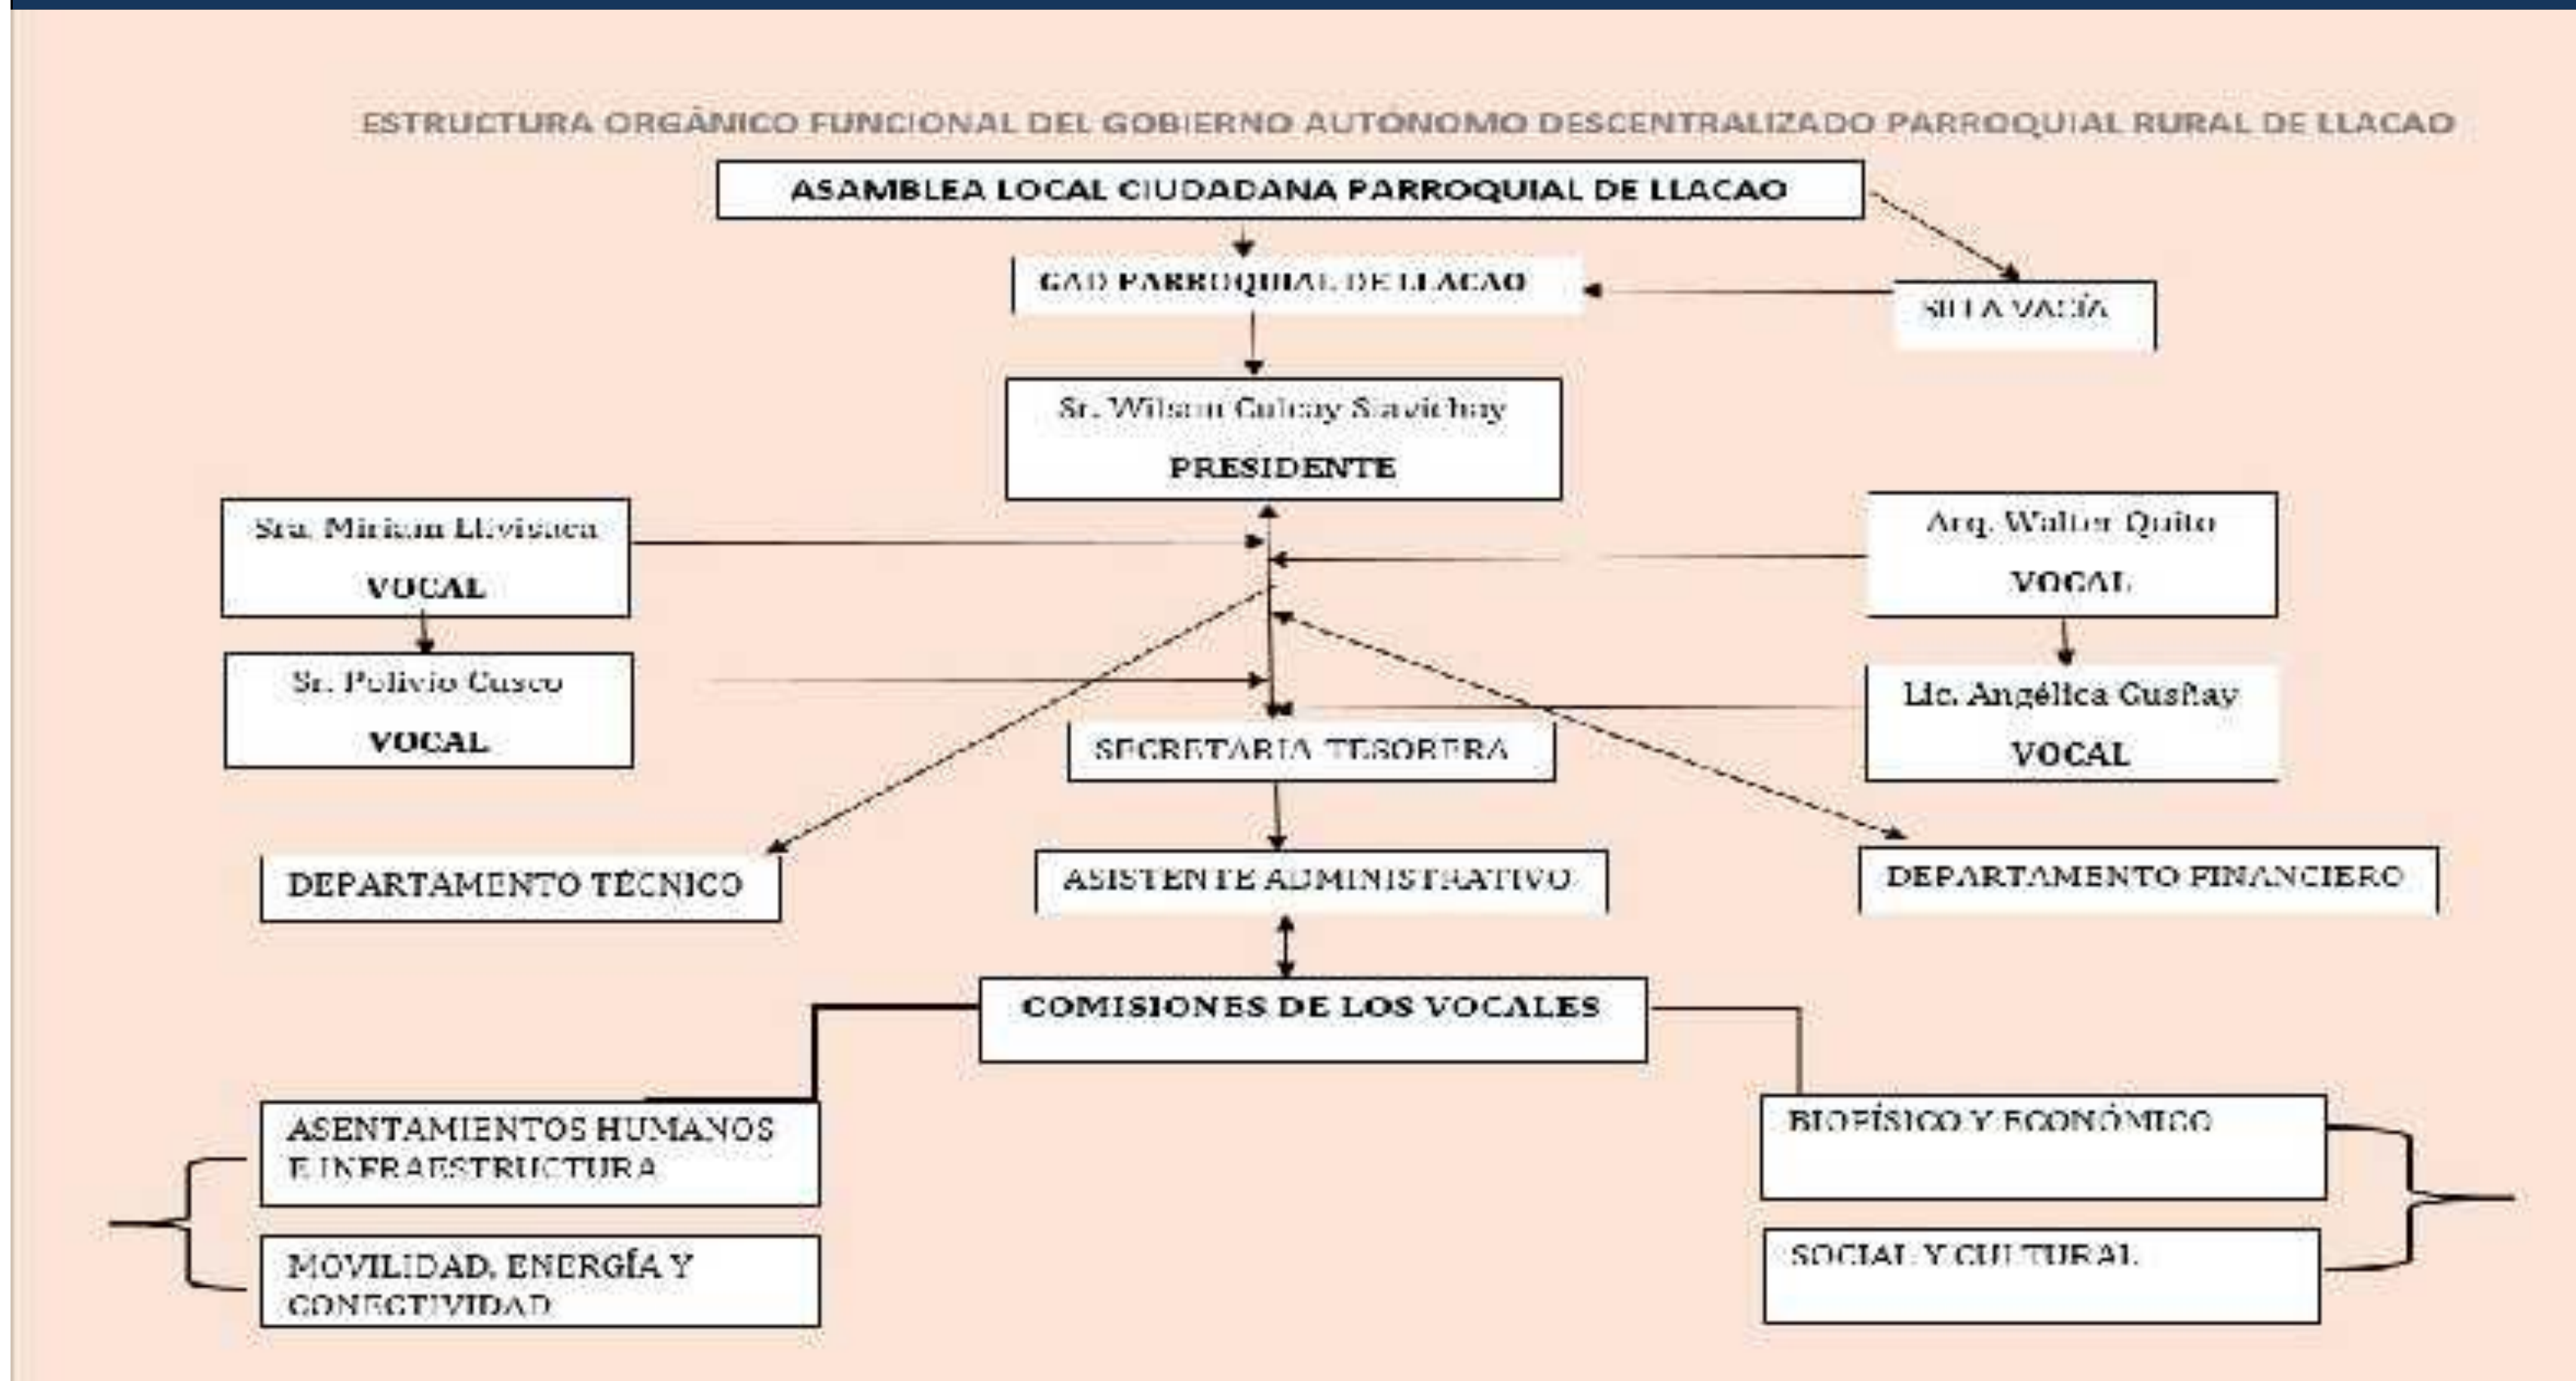 ESTRUCTURA ORGÁNICO FUNCIONAL DEL GOBIERNO AUTÓNOMO DESCENTRALIZADO PARROQUIAL RURAL DE LLACAO
ASAMBLEA LOCAL CIUDADANA PARROQUIAL DE LLACAO
GAD PARROQUIAL DE LLACAO
SILLA VACÍA
Sr. Wilson
PRESIDENTE
Sra. Miriam
VOCAL
Arq. Walter Quito
VOCAL
Sr. Polivio Cusco
VOCAL
Lic. Angélica Gusñay
VOCAL
SECRETARIA TESORERA
DEPARTAMENTO TÉCNICO
ASISTENTE ADMINISTRATIVO
DEPARTAMENTO FINANCIERO
COMISIONES DE LOS VOCALES
ASENTAMIENTOS HUMANOS
E INFRAESTRUCTURA
MOVILIDAD, ENERGÍA Y
CONECTIVIDAD
BIOFÍSICO Y ECONÓMICO
SOCIAL Y CULTURAL